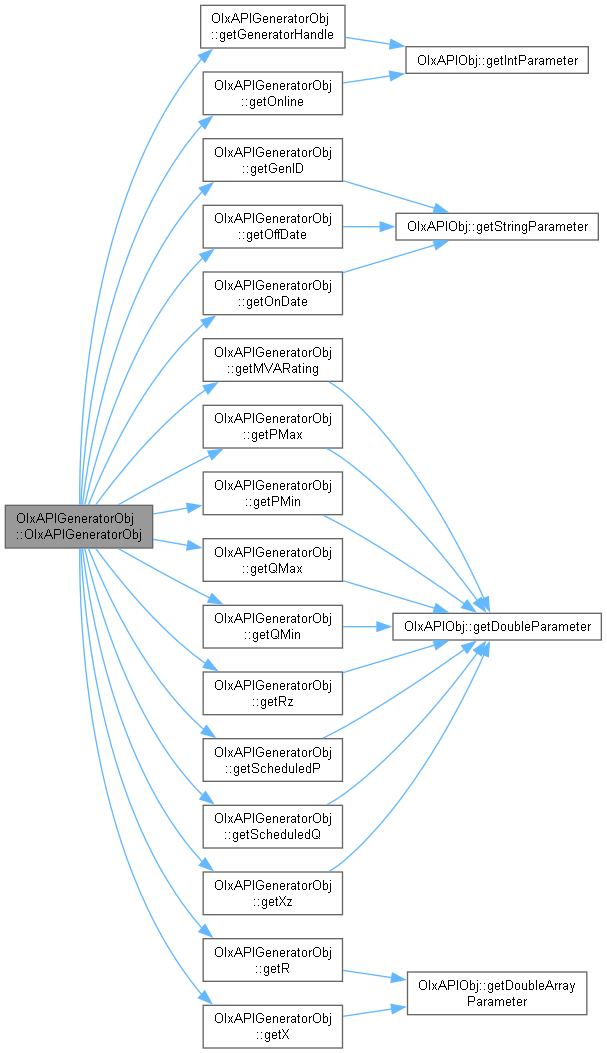 OlxAPIGeneratorObj
::getGeneratorHandle
OlxAPIObj::getIntParameter
OlxAPIGeneratorObj
::getOnline
OlxAPIGeneratorObj
::getGenID
OlxAPIGeneratorObj
::getOffDate
OlxAPIObj::getStringParameter
OlxAPIGeneratorObj
::getOnDate
OlxAPIGeneratorObj
::getMVARating
OlxAPIGeneratorObj
::getPMax
OlxAPIGeneratorObj
::getPMin
OlxAPIGeneratorObj
::OlxAPIGeneratorObj
OlxAPIGeneratorObj
::getQMax
OlxAPIGeneratorObj
::getQMin
OlxAPIObj::getDoubleParameter
OlxAPIGeneratorObj
::getRz
OlxAPIGeneratorObj
::getScheduledP
OlxAPIGeneratorObj
::getScheduledQ
OlxAPIGeneratorObj
::getXz
OlxAPIGeneratorObj
::getR
OlxAPIObj::getDoubleArray
Parameter
OlxAPIGeneratorObj
::getX